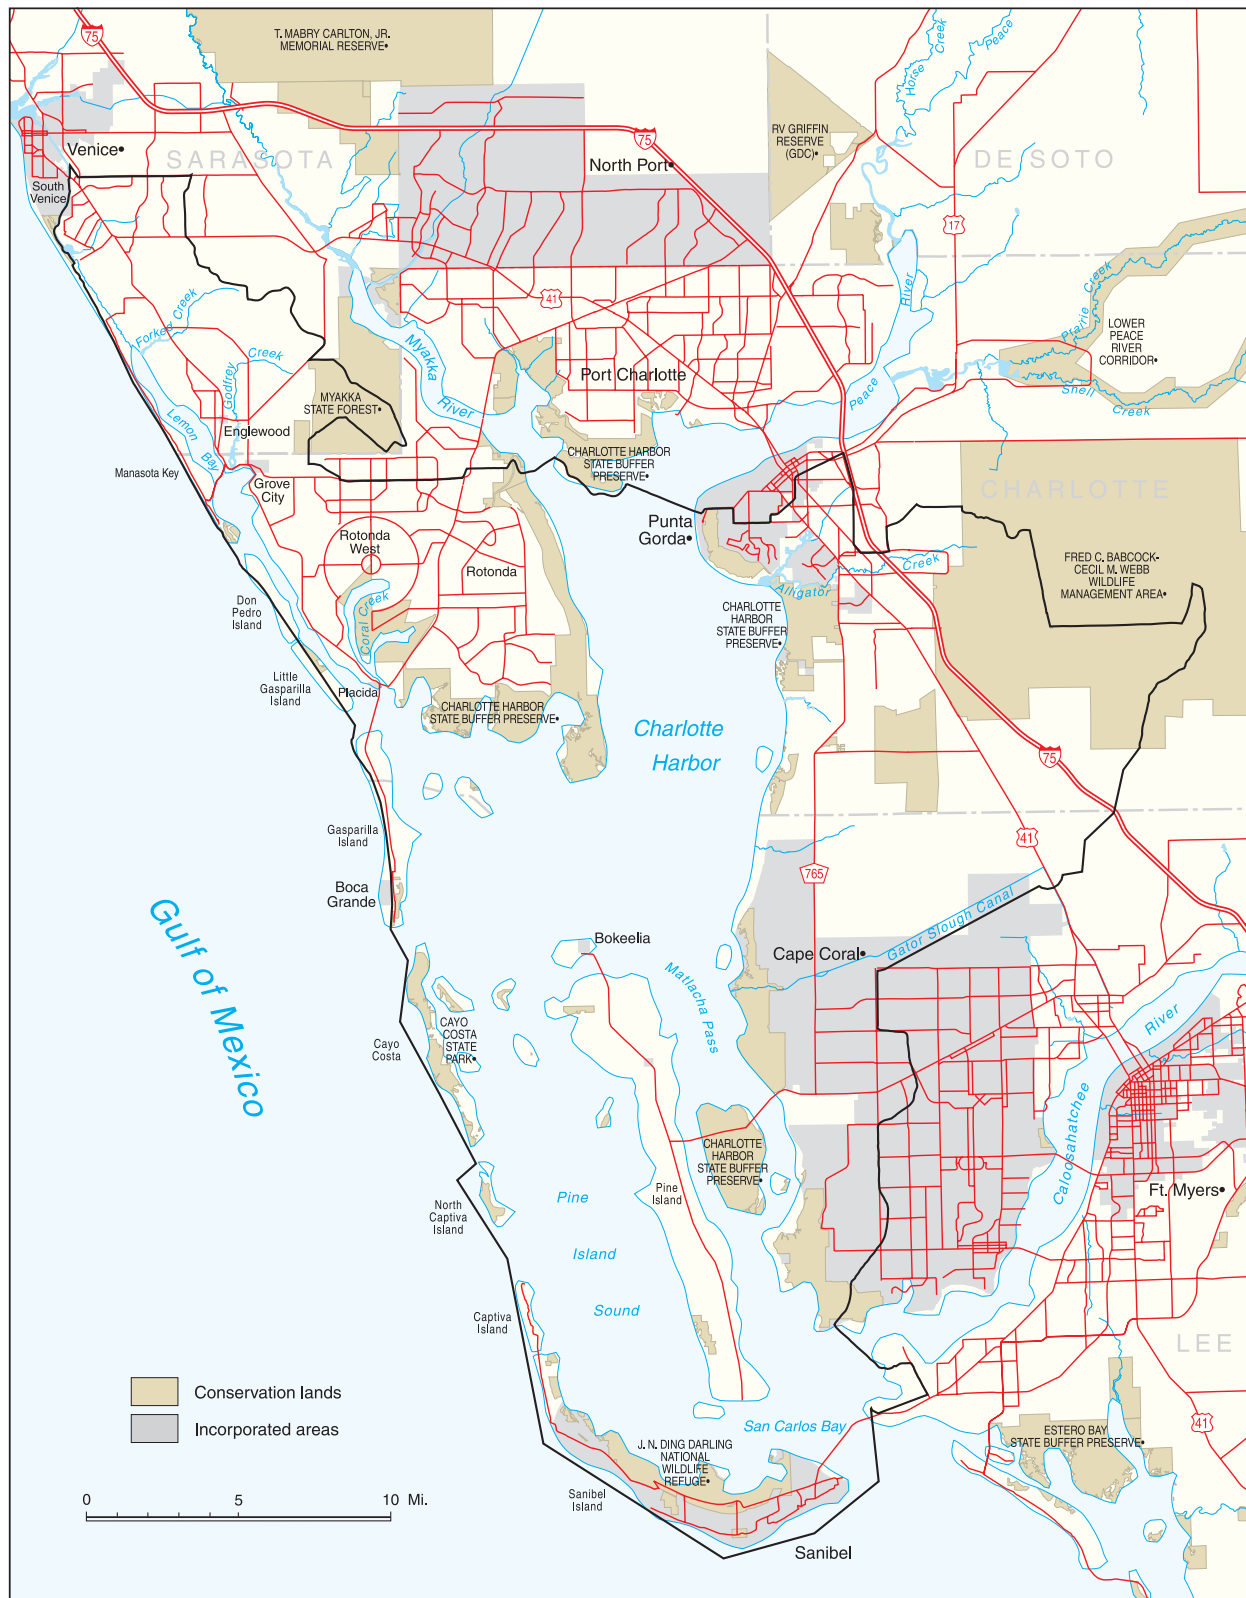 75
T. MABRY CARLTON, JR.
MEMORIAL RESERVE•
Horse
Creek
Peace
RV GRIFFIN
RESERVE
(GDC)•
75
Venice•
SARASOTA
North Port•
DE SOTO
South
Venice
17
River
Prairie
Creek
41
Forked Creek
Myakka
River
LOWER
PEACE
RIVER
CORRIDOR•
Godfrey
Creek
Port Charlotte
Peace
Shell
Creek
MYAKKA
STATE FOREST•
Lemon
Bay
Englewood
Manasota Key
CHARLOTTE HARBOR
STATE BUFFER
PRESERVE•
Grove
City
CHARLOTTE
Punta
Gorda•
Rotonda
West
Rotonda
FRED C. BABCOCK-
CECIL M. WEBB
WILDLIFE
MANAGEMENT AREA•
Alligator
Creek
Don
Pedro
Island
Coral Creek
CHARLOTTE
HARBOR
STATE BUFFER
PRESERVE•
Little
Gasparilla
Island
Placida
CHARLOTTE HARBOR
STATE BUFFER PRESERVE•
Charlotte
Harbor
75
Gasparilla
Island
41
765
Boca
Grande
Gulf of Mexico
Bokeelia
Gator Slough Canal
Cape Coral•
Matlacha Pass
CAYO
COSTA
STATE
PARK•
Cayo
Costa
River
Caloosahatchee
CHARLOTTE
HARBOR
STATE BUFFER
PRESERVE•
Pine
Island
Ft. Myers•
North
Captiva
Island
Pine
Island
Sound
Captiva
Island
LEE
Conservation lands
Incorporated areas
San Carlos Bay
41
ESTERO BAY
STATE BUFFER PRESERVE•
J. N. DING DARLING
NATIONAL
WILDLIFE
REFUGE•
Sanibel
Island
0
5
10 Mi.
Sanibel